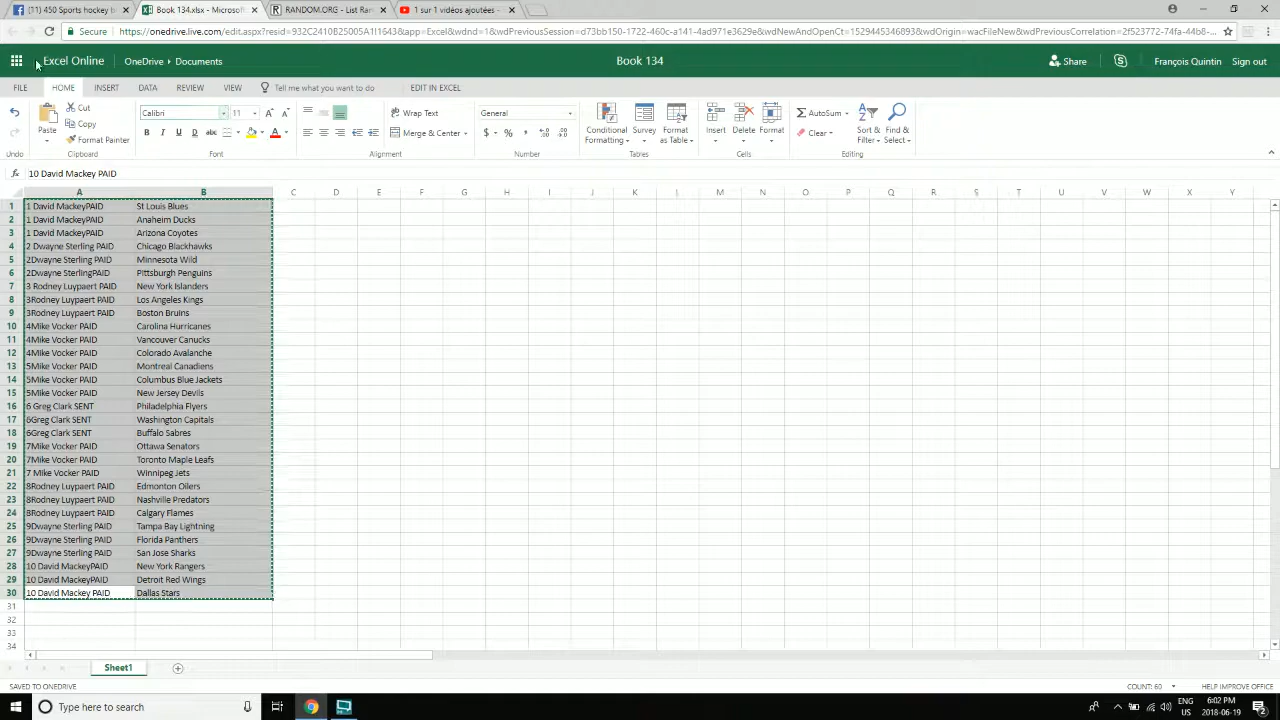 (11) 450 Sports hockey b
Book 134.xlsx - Microsoft
RANDOM.ORG - List Ran
1 sur 1 vidéos ajoutées -
Secure
https://onedrive.live.com/edit.aspx?resid=932C2410B25005A1!1643&app=Excel&wdnd=1&wdPreviousSession=d73bb150-1722-460c-a141-4ad971e3629e&wdNewAndOpenCt=1529445368917&wdOrigin=wacFileNew&wdPreviousCorrelation=2f523772-74fa-44b8-...
Excel Online
OneDrive ▸ Documents
Book 134
Share
François Quintin
Sign out
FILE HOME INSERT DATA REVIEW VIEW Tell me what you want to do EDIT IN EXCEL
Undo
Paste
Cut
Copy
Format Painter
Clipboard
Calibri 11
B I U D abc
Font
Wrap Text
Merge & Center
Alignment
General
$ % ,
Number
Conditional Formatting
Survey
Format as Table
Tables
Insert
Delete
Format
Cells
AutoSum
Clear
Sort & Filter
Find & Select
Editing
fx 10 David Mackey PAID
A B C D E F G H I J K L M N O P Q R S T U V W X Y
1 1 David MackeyPAID St Louis Blues
2 1 David MackeyPAID Anaheim Ducks
3 1 David MackeyPAID Arizona Coyotes
4 2 Dwayne Sterling PAID Chicago Blackhawks
5 2Dwayne Sterling PAID Minnesota Wild
6 2Dwayne SterlingPAID Pittsburgh Penguins
7 3 Rodney Luypaert PAID New York Islanders
8 3Rodney Luypaert PAID Los Angeles Kings
9 3Rodney Luypaert PAID Boston Bruins
10 4Mike Vocker PAID Carolina Hurricanes
11 4Mike Vocker PAID Vancouver Canucks
12 4Mike Vocker PAID Colorado Avalanche
13 5Mike Vocker PAID Montreal Canadiens
14 5Mike Vocker PAID Columbus Blue Jackets
15 5Mike Vocker PAID New Jersey Devils
16 6 Greg Clark SENT Philadelphia Flyers
17 6Greg Clark SENT Washington Capitals
18 6Greg Clark SENT Buffalo Sabres
19 7Mike Vocker PAID Ottawa Senators
20 7Mike Vocker PAID Toronto Maple Leafs
21 7 Mike Vocker PAID Winnipeg Jets
22 8Rodney Luypaert PAID Edmonton Oilers
23 8Rodney Luypaert PAID Nashville Predators
24 8Rodney Luypaert PAID Calgary Flames
25 9Dwayne Sterling PAID Tampa Bay Lightning
26 9Dwayne Sterling PAID Florida Panthers
27 9Dwayne Sterling PAID San Jose Sharks
28 10 David MackeyPAID New York Rangers
29 10 David MackeyPAID Detroit Red Wings
30 10 David Mackey PAID Dallas Stars
31
32
33
34
Sheet1
SAVED TO ONEDRIVE
COUNT: 60
HELP IMPROVE OFFICE
Type here to search
ENG
US
6:02 PM
2018-06-19
2